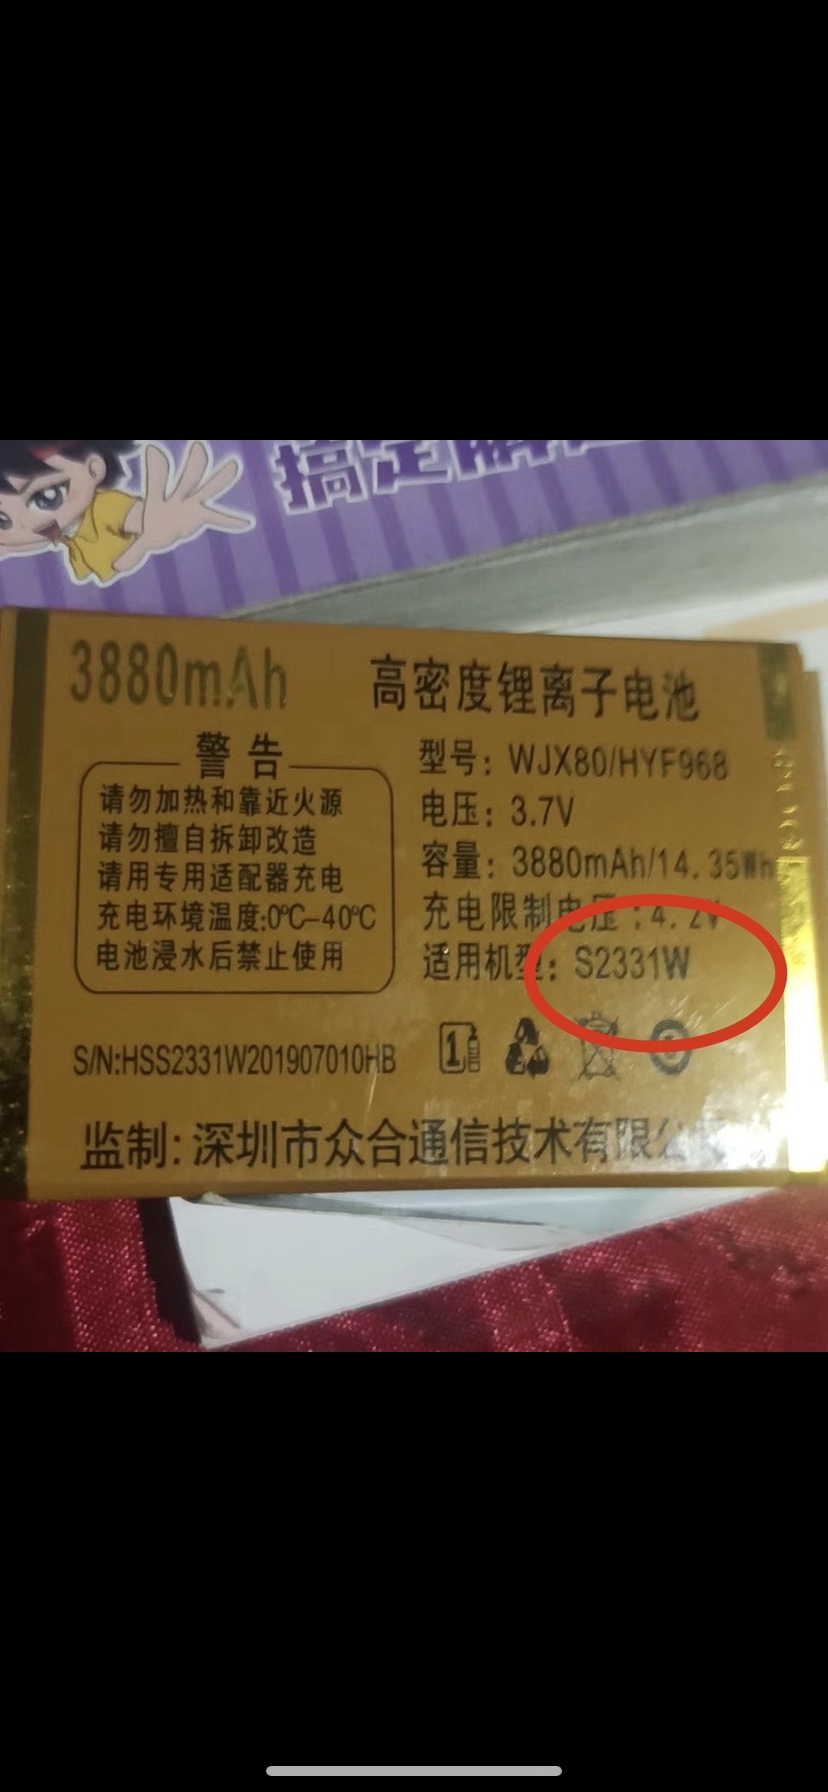 搞定
3880mAh
高密度锂离子电池
警告
请勿加热和靠近火源
请勿擅自拆卸改造
请用专用适配器充电
充电环境温度:0℃-40℃
电池浸水后禁止使用
型号: WJX80/HYF968
电压: 3.7V
容量: 3880mAh/14.35Wh
充电限制电压:4.2V
适用机型: S2331W
S/N:HSS2331W201907010HB
1
监制: 深圳市众合通信技术有限公